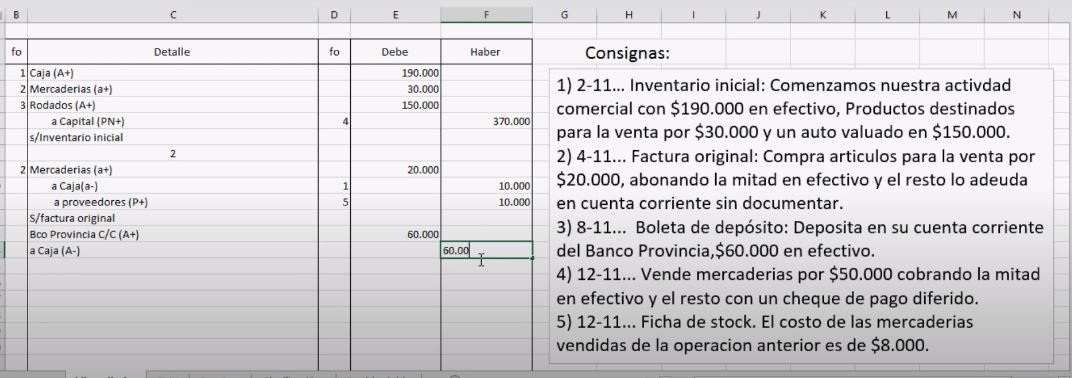 B C D E F G H I J K L M N
fo Detalle fo Debe Haber
1 Caja (A+) 190.000
2 Mercaderias (a+) 30.000
3 Rodados (A+) 150.000
a Capital (PN+) 4 370.000
s/Inventario inicial
2
2 Mercaderias (a+) 20.000
a Caja(a-) 1 10.000
a proveedores (P+) 5 10.000
S/factura original
Bco Provincia C/C (A+) 60.000
a Caja (A-) 60.00
Consignas:
1) 2-11... Inventario inicial: Comenzamos nuestra activdad
comercial con $190.000 en efectivo, Productos destinados
para la venta por $30.000 y un auto valuado en $150.000.
2) 4-11... Factura original: Compra articulos para la venta por
$20.000, abonando la mitad en efectivo y el resto lo adeuda
en cuenta corriente sin documentar.
3) 8-11... Boleta de depósito: Deposita en su cuenta corriente
del Banco Provincia,$60.000 en efectivo.
4) 12-11... Vende mercaderias por $50.000 cobrando la mitad
en efectivo y el resto con un cheque de pago diferido.
5) 12-11... Ficha de stock. El costo de las mercaderias
vendidas de la operacion anterior es de $8.000.